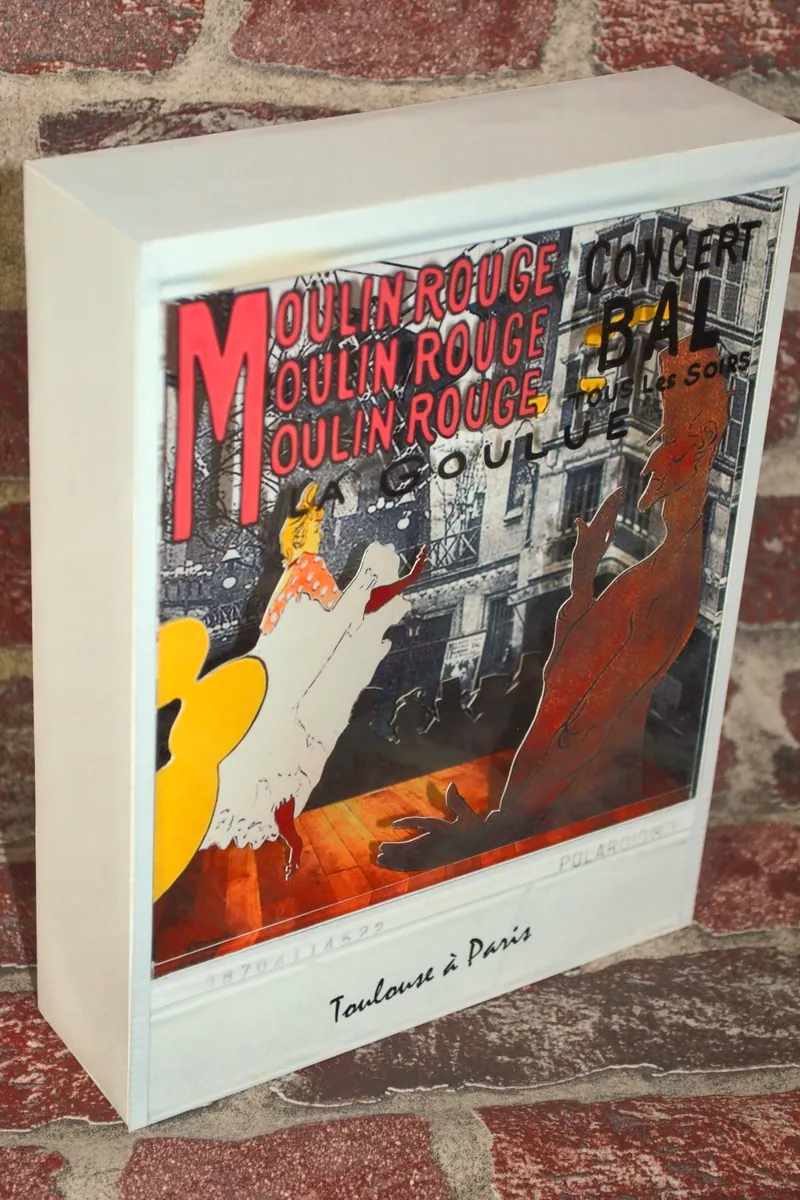 MOULIN ROUGE CONCERT
MOULIN ROUGE BAL
MOULIN ROUGE TOUS LES SOIRS
LA GOULUE
POLAROID
Toulouse à Paris